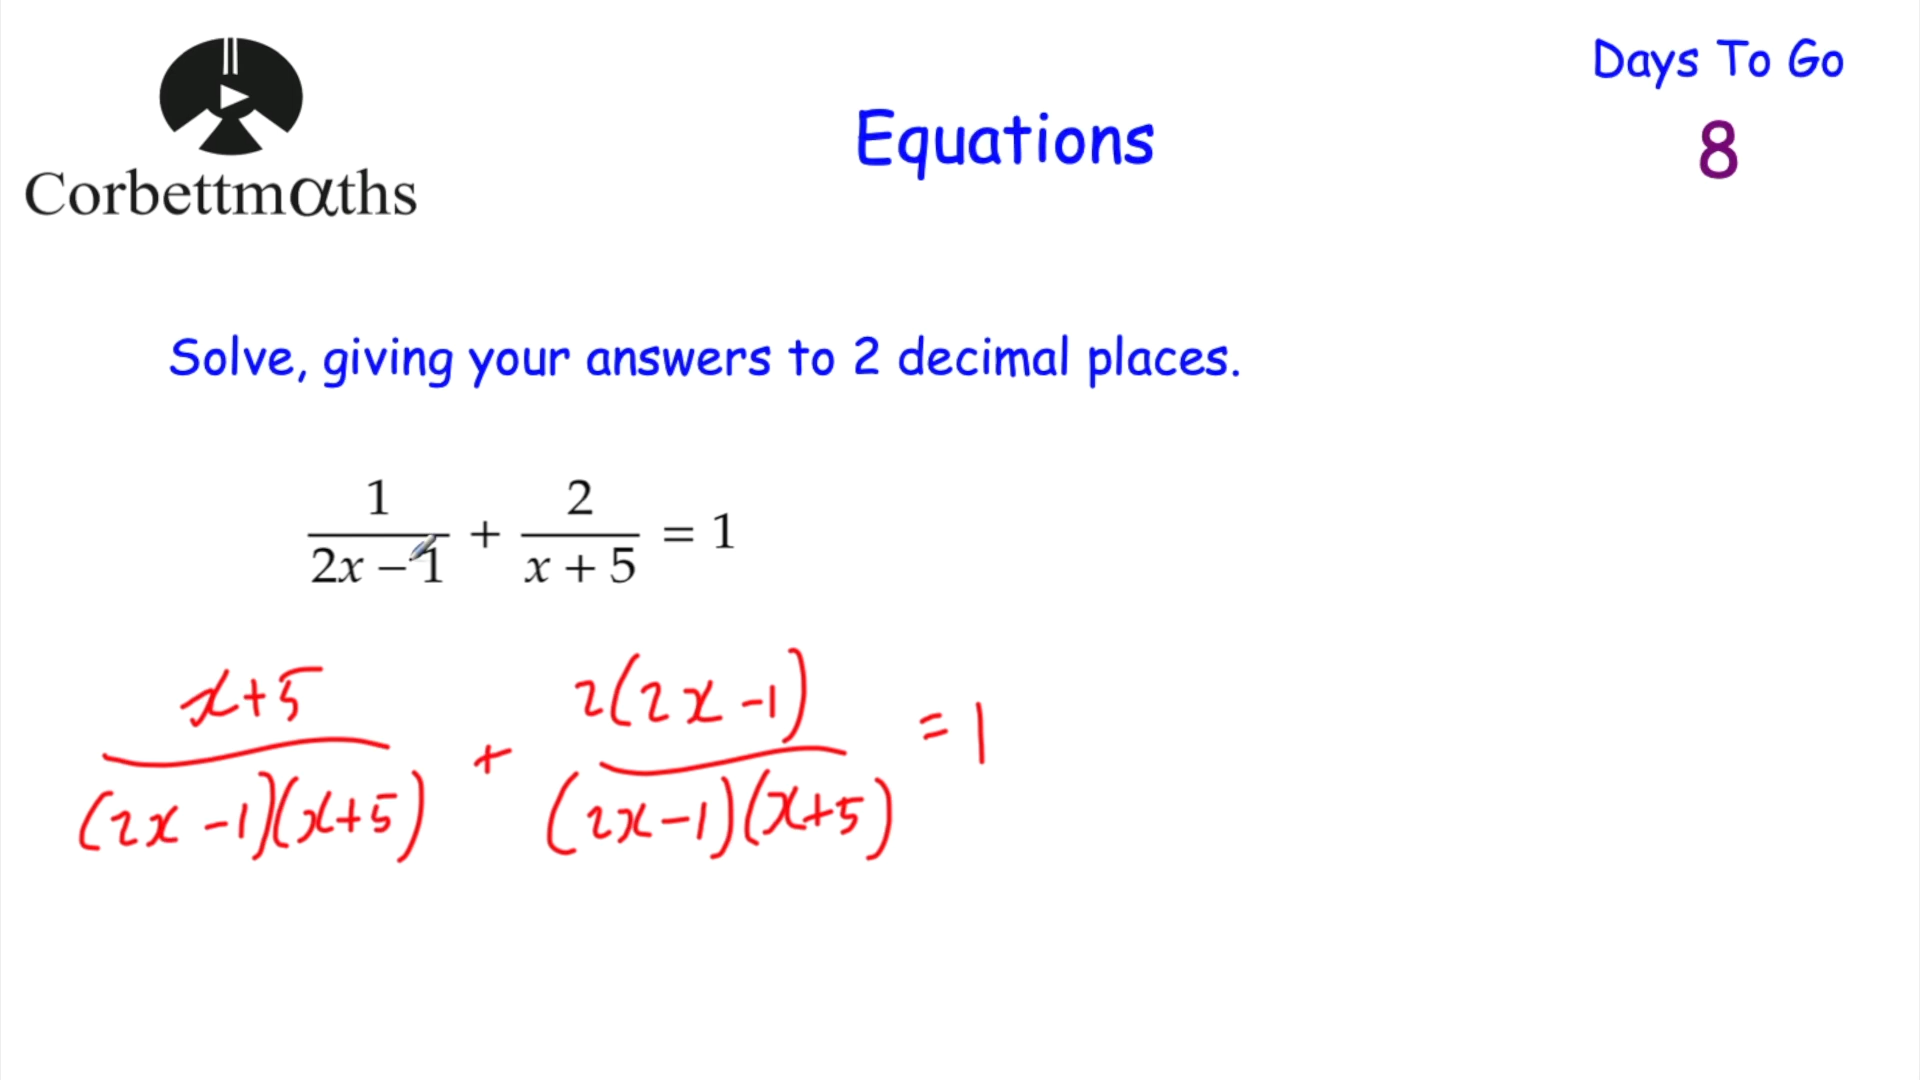 Days To Go
8
Equations
Corbettmαths
Solve, giving your answers to 2 decimal places.
1/(2x − 1) + 2/(x + 5) = 1
(x+5)/((2x-1)(x+5)) + 2(2x-1)/((2x-1)(x+5)) = 1